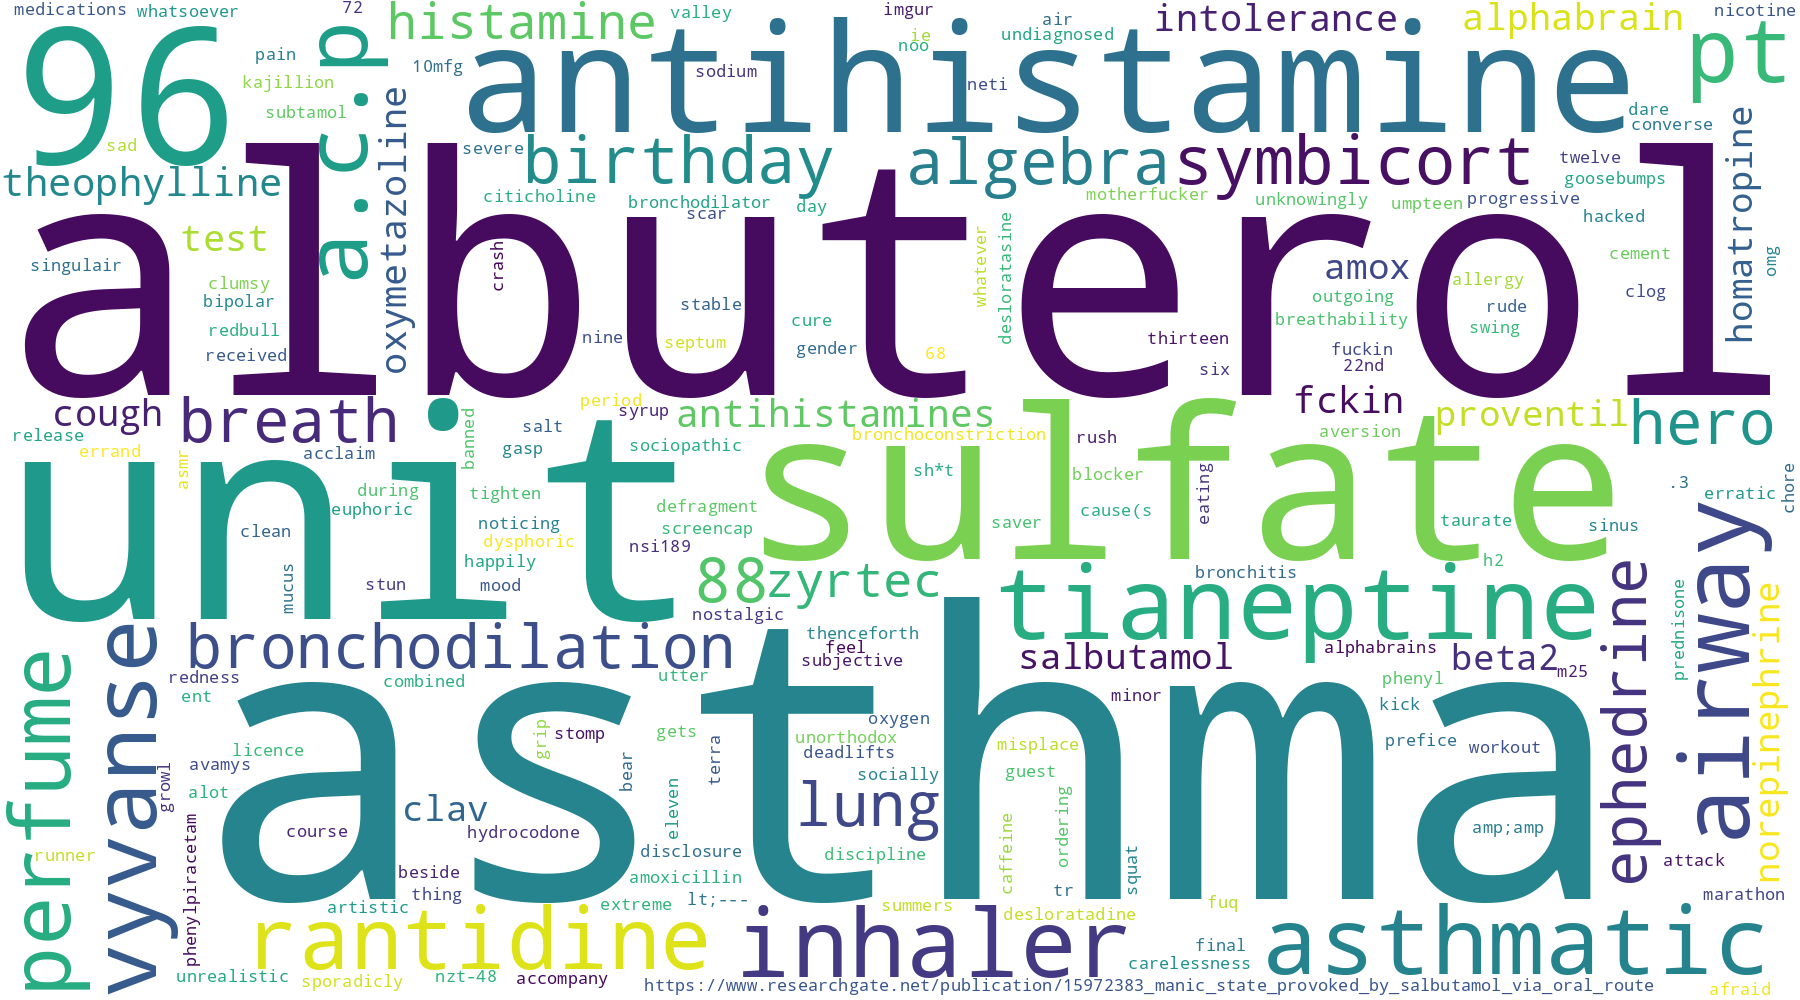 medications
whatsoever
72
histamine
valley
imgur
air
intolerance
alphabrain
nicotine
96
pain
a.c.p
10mfg
antihistamine
sodium
ie
noo
undiagnosed
neti
pt
kajillion
subtamol
dare
converse
sad
severe
birthday
algebra
symbicort
twelve
goosebumps
homatropine
theophylline
oxymetazoline
citicholine
bronchodilator
scar
day
motherfucker
unknowingly
umpteen
progressive
hacked
test
albuterol
crash
whatever
desloratasine
cement
omg
singulair
clumsy
bipolar
redbull
received
stable
cure
amox
outgoing
breathability
allergy
rude
swing
clog
nine
septum
gender
68
thirteen
six
fuckin
22nd
cough
breath
period
syrup
antihistamines
fckin
proventil
hero
release
errand
acclaim
asmr
banned
salt
gasp
sociopathic
bronchoconstriction
rush
aversion
unit
during
euphoric
tighten
noticing
dysphoric
happily
defragment
screencap
nsi189
sulfate
sh*t
saver
blocker
cause(s
eating
taurate
.3
erratic
chore
sinus
clean
mucus
stun
mood
88
zyrtec
nostalgic
tianeptine
h2
bronchitis
ephedrine
airway
prednisone
norepinephrine
perfume
vyvanse
bronchodilation
thenceforth
feel
subjective
salbutamol
alphabrains
beta2
m25
redness
ent
combined
utter
minor
phenyl
kick
asthma
grip
stomp
gets
oxygen
unorthodox
deadlifts
misplace
prefice
workout
licence
avamys
growl
alot
bear
terra
socially
guest
clav
lung
course
hydrocodone
eleven
caffeine
ordering
amp;amp
runner
phenylpiracetam
disclosure
discipline
squat
attack
beside
thing
amoxicillin
tr
marathon
artistic
extreme
lt;---
summers
desloratadine
fuq
rantidine
inhaler
asthmatic
final
carelessness
unrealistic
sporadicly
nzt-48
accompany
https://www.researchgate.net/publication/15972383_manic_state_provoked_by_salbutamol_via_oral_route
afraid